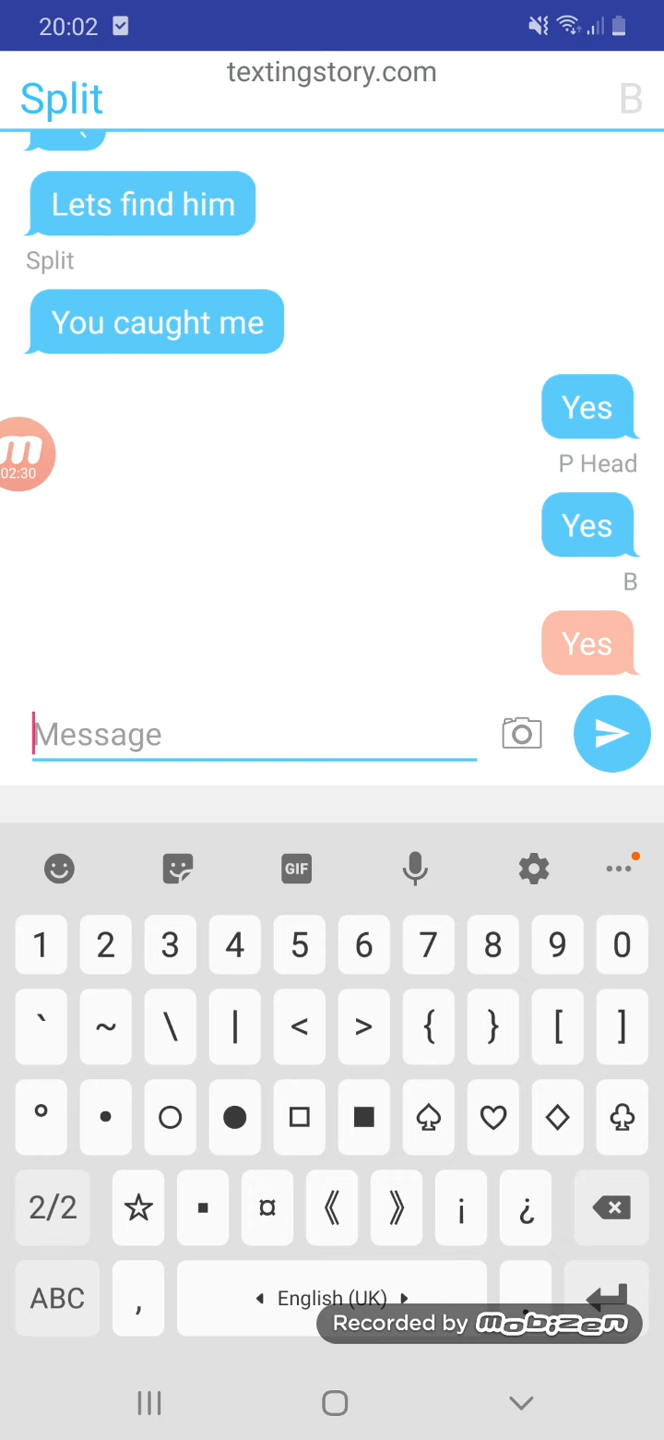 20:02
textingstory.com
Split
B
Lets find him
Split
You caught me
Yes
P Head
Yes
B
Yes
m
02:30
Message
GIF
1 2 3 4 5 6 7 8 9 0
` ~ \ | < > { } [ ]
° • ○ ● □ ■ ♤ ♡ ◇ ♧
2/2 ☆ ▪ ¤ 《 》 ¡ ¿
ABC , English (UK) .
Recorded by mobizen